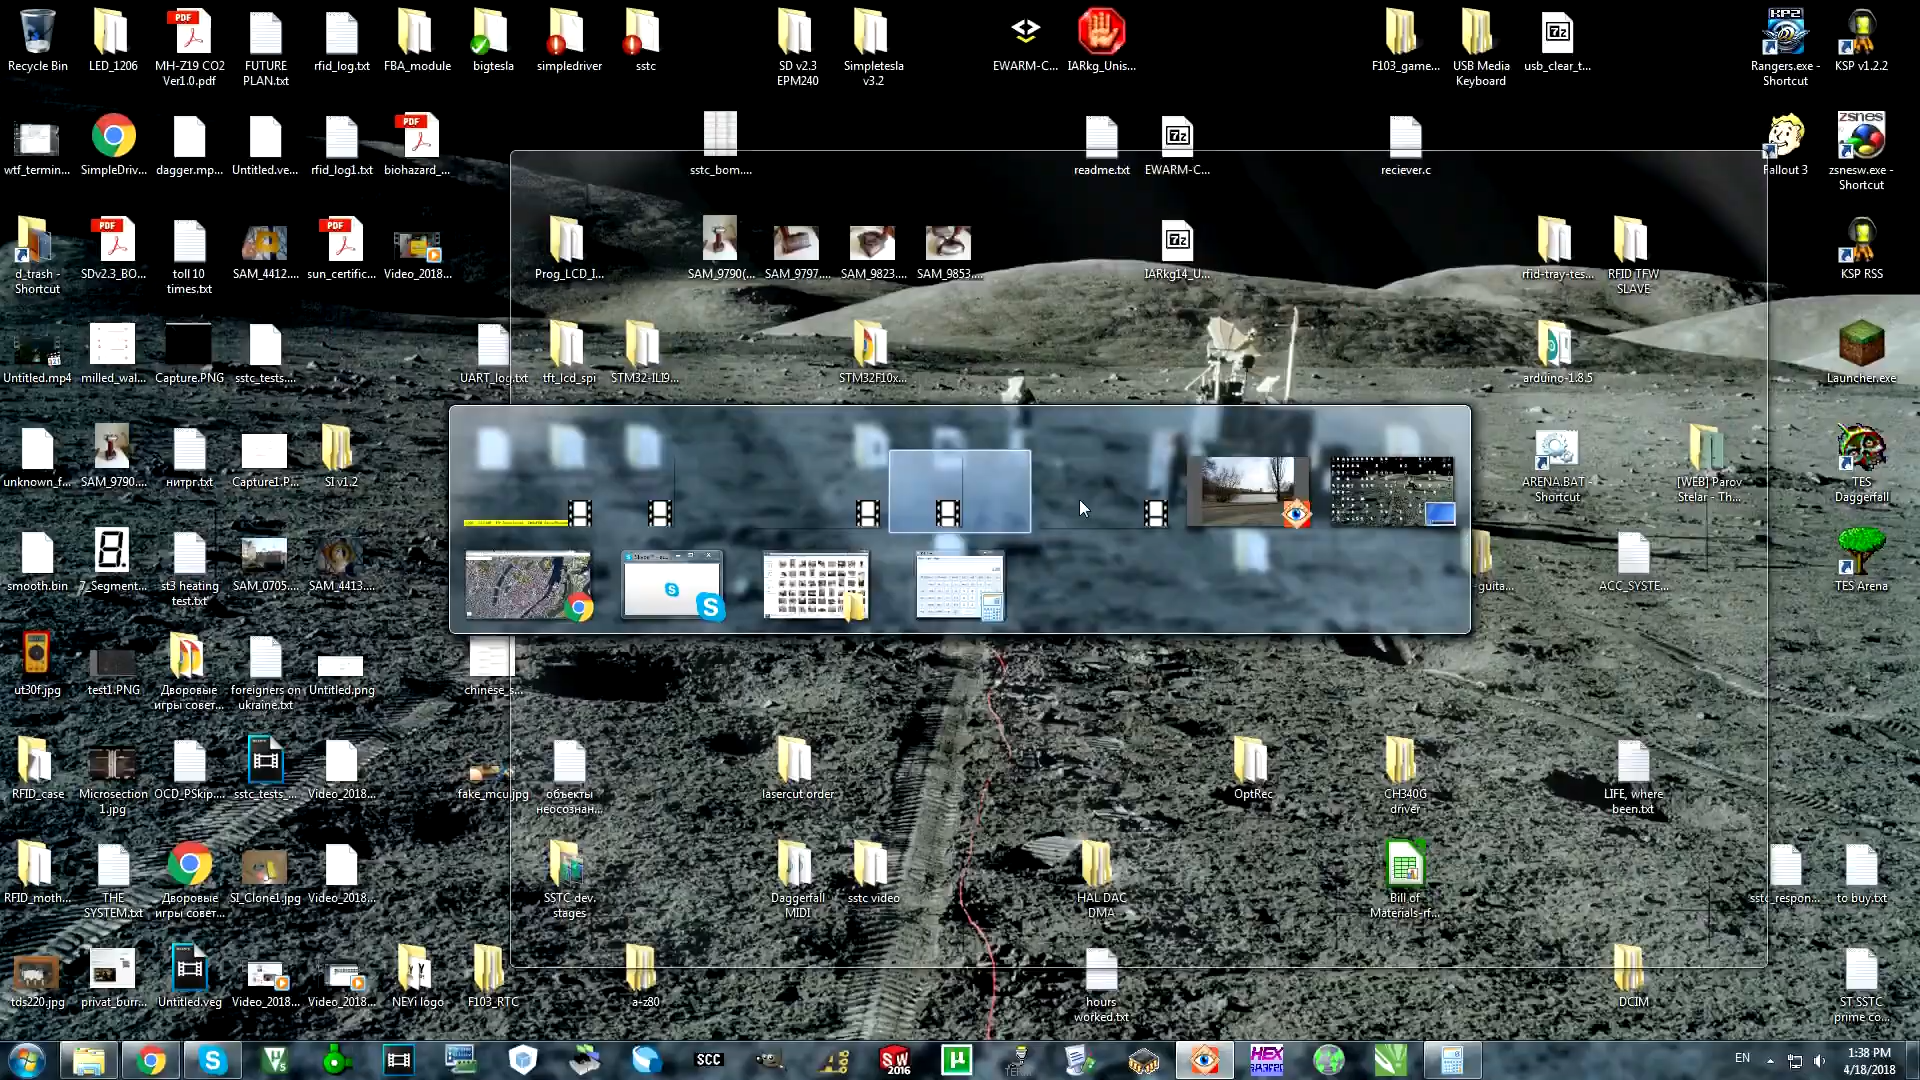 Recycle Bin
LED_1206
MH-Z19 CO2
Ver1.0.pdf
FUTURE
PLAN.txt
rfid_log.txt
FBA_module
bigtesla
simpledriver
sstc
SD v2.3
EPM240
Simpletesla
v3.2
EWARM-C...
IARkg_Unis...
F103_game...
USB Media
Keyboard
usb_clear_t...
Rangers.exe -
Shortcut
KSP v1.2.2
wtf_termin...
SimpleDriv...
dagger.mp...
Untitled.ve...
rfid_log1.txt
biohazard_...
sstc_bom....
readme.txt
EWARM-C...
reciever.c
Fallout 3
zsnesw.exe -
Shortcut
d_trash -
Shortcut
SDv2.3_BO...
toll 10
times.txt
SAM_4412....
sun_certific...
Video_2018...
Prog_LCD_I...
SAM_9790(...
SAM_9797....
SAM_9823....
SAM_9853....
IARkg14_U...
rfid-tray-tes...
RFID TFW
SLAVE
KSP RSS
Untitled.mp4
milled_wal...
Capture.PNG
sstc_tests....
UART_log.txt
tft_lcd_spi
STM32-ILI9...
STM32F10x...
arduino-1.8.5
Launcher.exe
unknown_f...
SAM_9790....
нитрг.txt
Capture1.P...
SI v1.2
ARENA.BAT -
Shortcut
[WEB] Parov
Stelar - Th...
TES
Daggerfall
smooth.bin
7_Segment...
st3 heating
test.txt
SAM_0705....
SAM_4413....
guita...
ACC_SYSTE...
TES Arena
ut30f.jpg
test1.PNG
Дворовые
игры совет...
foreigners on
ukraine.txt
Untitled.png
chinese_s...
RFID_case
Microsection
1.jpg
OCD_PSkip....
sstc_tests_...
Video_2018...
fake_mcu.jpg
объекты
неосознан...
lasercut order
OptRec
CH340G
driver
LIFE, where
been.txt
RFID_moth...
THE
SYSTEM.txt
Дворовые
игры совет...
SI_Clone1.jpg
Video_2018...
SSTC dev.
stages
Daggerfall
MIDI
sstc video
HAL DAC
DMA
Bill of
Materials-rf...
sstc_respon...
to buy.txt
tds220.jpg
privat_burr...
Untitled.veg
Video_2018...
Video_2018...
NEYi logo
F103_RTC
a-z80
hours
worked.txt
DCIM
ST SSTC
prime co...
SCC
SW
2016
HEX
EN
1:38 PM
4/18/2018